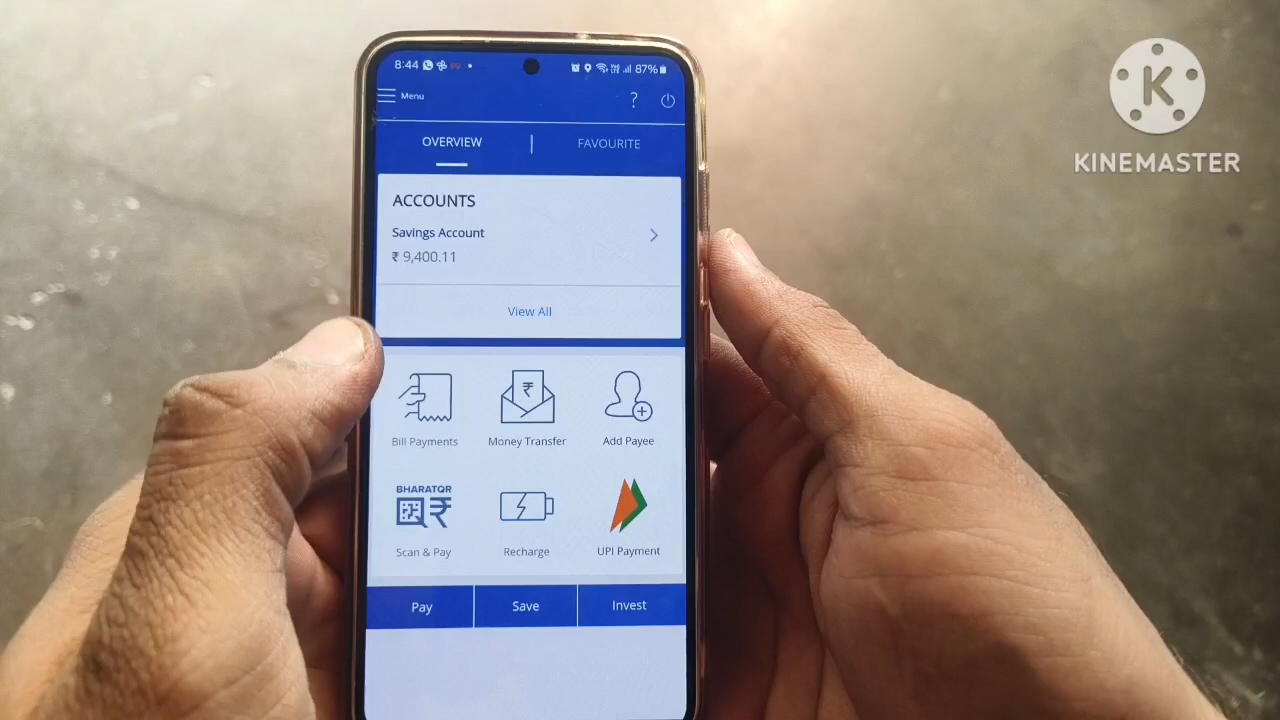 8:44
87%
Menu
?
OVERVIEW
FAVOURITE
ACCOUNTS
Savings Account
₹ 9,400.11
View All
Bill Payments
Money Transfer
Add Payee
BHARATQR
Scan & Pay
Recharge
UPI Payment
Pay
Save
Invest
K
KINEMASTER